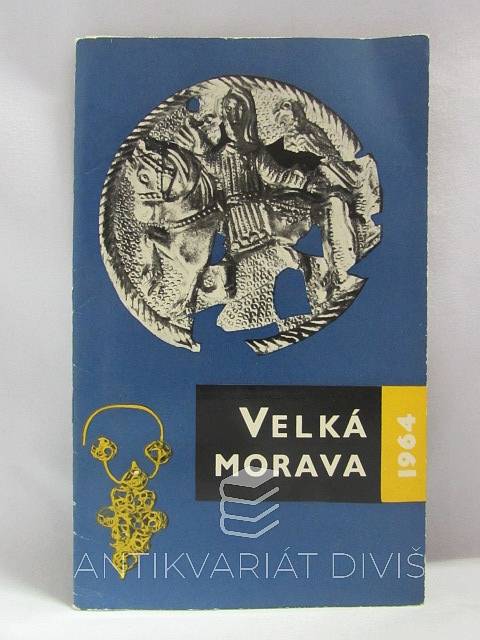 VELKÁ
MORAVA
1964
ANTIKVARIÁT DIVIŠ